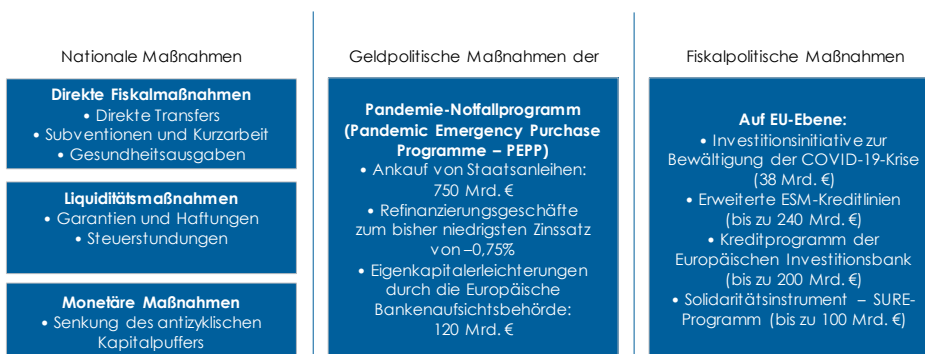 Nationale Maßnahmen
Direkte Fiskalmaßnahmen
• Direkte Transfers
• Subventionen und Kurzarbeit
• Gesundheitsausgaben
Liquiditätsmaßnahmen
• Garantien und Haftungen
• Steuerstundungen
Monetäre Maßnahmen
• Senkung des antizyklischen
Kapitalpuffers
Geldpolitische Maßnahmen der
Pandemie-Notfallprogramm
(Pandemic Emergency Purchase
Programme – PEPP)
• Ankauf von Staatsanleihen:
750 Mrd. €
• Refinanzierungsgeschäfte
zum bisher niedrigsten Zinssatz
von –0,75%
• Eigenkapitalerleichterungen
durch die Europäische
Bankenaufsichtsbehörde:
120 Mrd. €
Fiskalpolitische Maßnahmen
Auf EU-Ebene:
• Investitionsinitiative zur
Bewältigung der COVID-19-Krise
(38 Mrd. €)
• Erweiterte ESM-Kreditlinien
(bis zu 240 Mrd. €)
• Kreditprogramm der
Europäischen Investitionsbank
(bis zu 200 Mrd. €)
• Solidaritätsinstrument – SURE-
Programm (bis zu 100 Mrd. €)